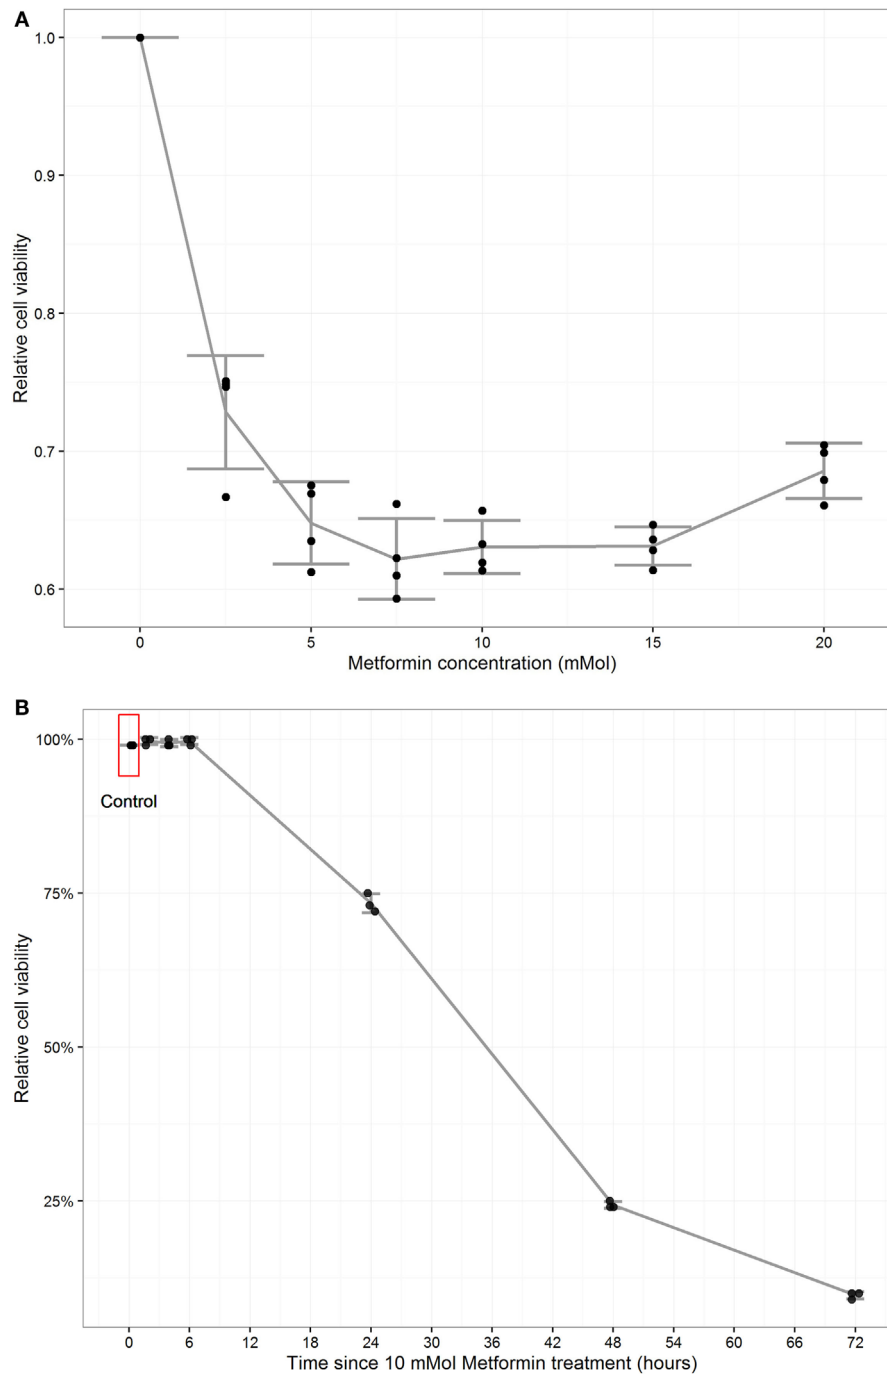 A
1.0
0.9
0.8
0.7
0.6
Relative cell viability
0 5 10 15 20
Metformin concentration (mMol)
B
100%
75%
50%
25%
Relative cell viability
Control
0 6 12 18 24 30 36 42 48 54 60 66 72
Time since 10 mMol Metformin treatment (hours)